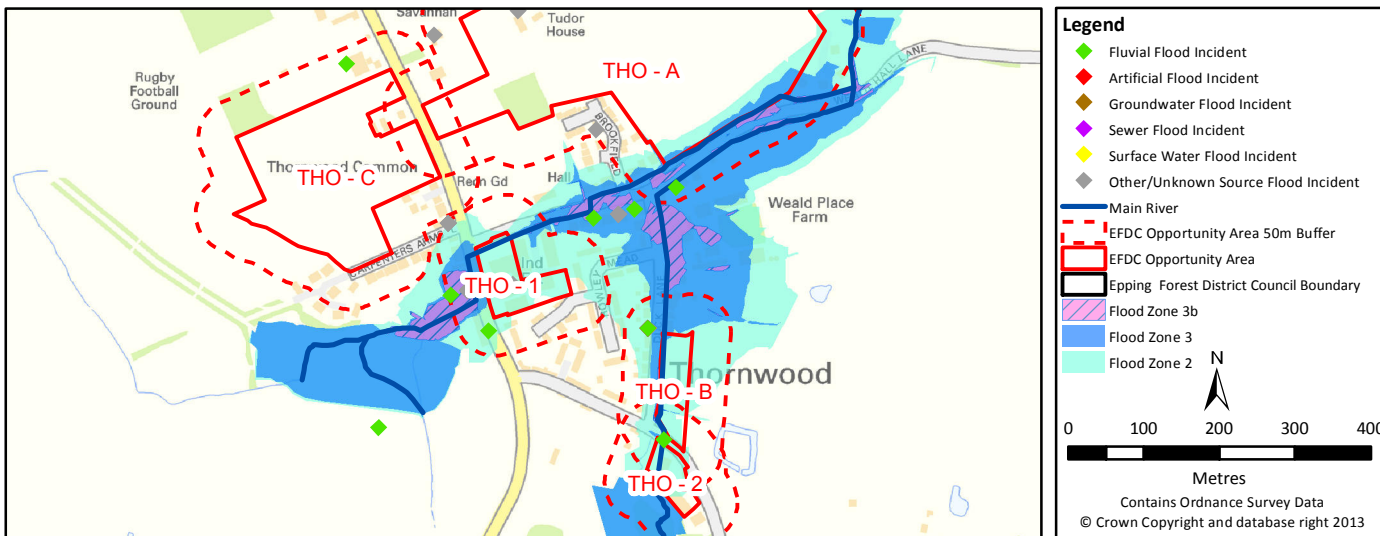 Savannah
Tudor
House
Rugby
Football
Ground
THO - A
HALL LANE
BROOKFIELD
Thornwood Common
THO - C
Recn Gd
Hall
Weald Place
Farm
CARPENTERS ARMS
Ind
MEAD
THO - 1
Thornwood
THO - B
THO - 2
Legend
Fluvial Flood Incident
Artificial Flood Incident
Groundwater Flood Incident
Sewer Flood Incident
Surface Water Flood Incident
Other/Unknown Source Flood Incident
Main River
EFDC Opportunity Area 50m Buffer
EFDC Opportunity Area
Epping Forest District Council Boundary
Flood Zone 3b
Flood Zone 3
Flood Zone 2
N
0 100 200 300 400
Metres
Contains Ordnance Survey Data
© Crown Copyright and database right 2013